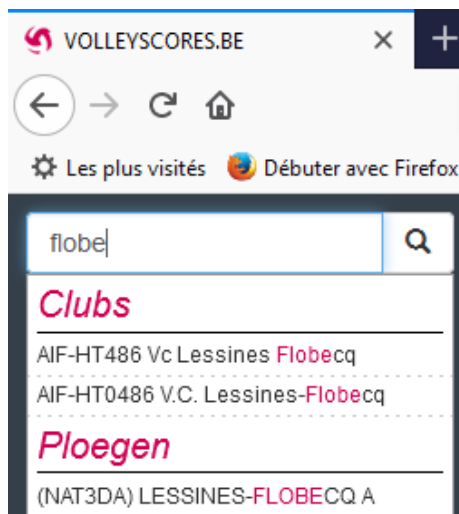 VOLLEYSCORES.BE
Les plus visités Débuter avec Firefox
flobe
Clubs
AIF-HT486 Vc Lessines Flobecq
AIF-HT0486 V.C. Lessines-Flobecq
Ploegen
(NAT3DA) LESSINES-FLOBECQ A